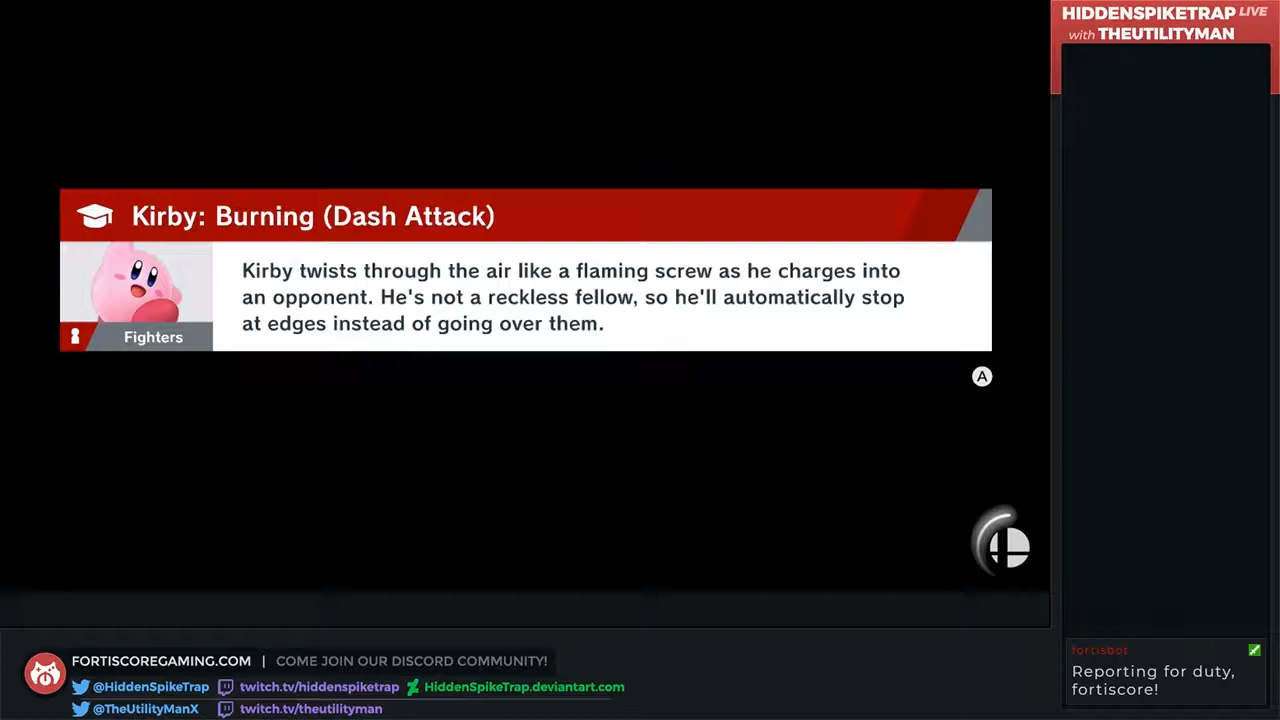 HIDDENSPIKETRAP LIVE
with THEUTILITYMAN
Kirby: Burning (Dash Attack)
Kirby twists through the air like a flaming screw as he charges into
an opponent. He's not a reckless fellow, so he'll automatically stop
at edges instead of going over them.
Fighters
A
fortisbot
Reporting for duty,
fortiscore!
FORTISCOREGAMING.COM | COME JOIN OUR DISCORD COMMUNITY!
@HiddenSpikeTrap twitch.tv/hiddenspiketrap HiddenSpikeTrap.deviantart.com
@TheUtilityManX twitch.tv/theutilityman